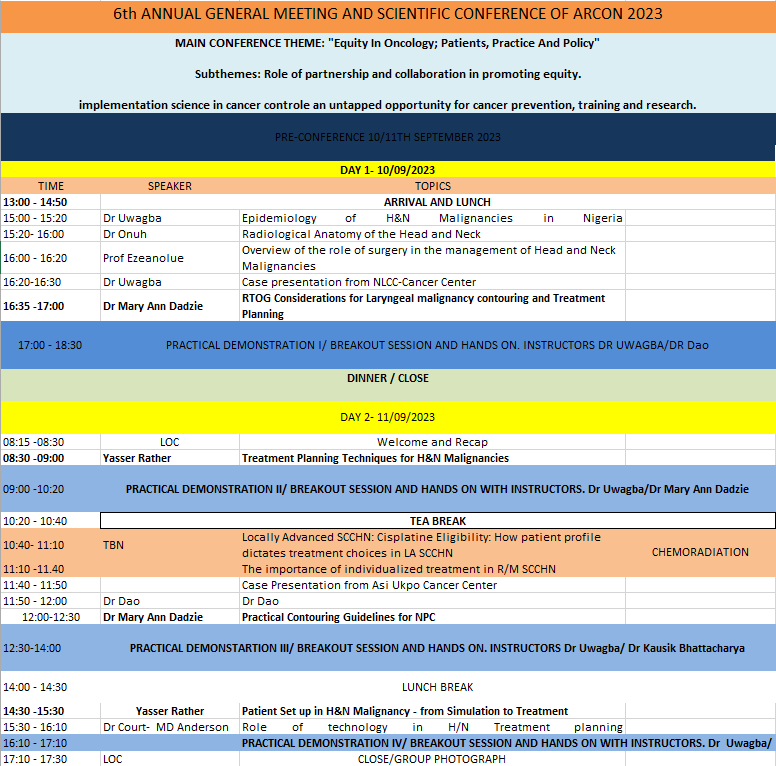 6th ANNUAL GENERAL MEETING AND SCIENTIFIC CONFERENCE OF ARCON 2023
MAIN CONFERENCE THEME: "Equity In Oncology; Patients, Practice And Policy"
Subthemes: Role of partnership and collaboration in promoting equity.
implementation science in cancer controle an untapped opportunity for cancer prevention, training and research.
PRE-CONFERENCE 10/11TH SEPTEMBER 2023
DAY 1- 10/09/2023
TIME SPEAKER TOPICS
13:00 - 14:50 ARRIVAL AND LUNCH
15:00 - 15:20 Dr Uwagba Epidemiology of H&N Malignancies in Nigeria
15:20- 16:00 Dr Onuh Radiological Anatomy of the Head and Neck
16:00 - 16:20 Prof Ezeanolue Overview of the role of surgery in the management of Head and Neck
Malignancies
16:20-16:30 Dr Uwagba Case presentation from NLCC-Cancer Center
16:35 -17:00 Dr Mary Ann Dadzie RTOG Considerations for Laryngeal malignancy contouring and Treatment
Planning
17:00 - 18:30 PRACTICAL DEMONSTRATION I/ BREAKOUT SESSION AND HANDS ON. INSTRUCTORS DR UWAGBA/DR Dao
DINNER / CLOSE
DAY 2- 11/09/2023
08:15 -08:30 LOC Welcome and Recap
08:30 -09:00 Yasser Rather Treatment Planning Techniques for H&N Malignancies
09:00 -10:20 PRACTICAL DEMONSTRATION II/ BREAKOUT SESSION AND HANDS ON WITH INSTRUCTORS. Dr Uwagba/Dr Mary Ann Dadzie
10:20 - 10:40 TEA BREAK
10:40- 11:10 TBN Locally Advanced SCCHN: Cisplatine Eligibility: How patient profile
dictates treatment choices in LA SCCHN CHEMORADIATION
11:10 -11.40 The importance of individualized treatment in R/M SCCHN
11:40 - 11:50 Case Presentation from Asi Ukpo Cancer Center
11:50 - 12:00 Dr Dao Dr Dao
12:00-12:30 Dr Mary Ann Dadzie Practical Contouring Guidelines for NPC
12:30-14:00 PRACTICAL DEMONSTARTION III/ BREAKOUT SESSION AND HANDS ON. INSTRUCTORS Dr Uwagba/ Dr Kausik Bhattacharya
14:00 - 14:30 LUNCH BREAK
14:30 -15:30 Yasser Rather Patient Set up in H&N Malignancy - from Simulation to Treatment
15:30 - 16:10 Dr Court- MD Anderson Role of technology in H/N Treatment planning
16:10 - 17:10 PRACTICAL DEMONSTRATION IV/ BREAKOUT SESSION AND HANDS ON WITH INSTRUCTORS. Dr Uwagba/
17:10 - 17:30 LOC CLOSE/GROUP PHOTOGRAPH